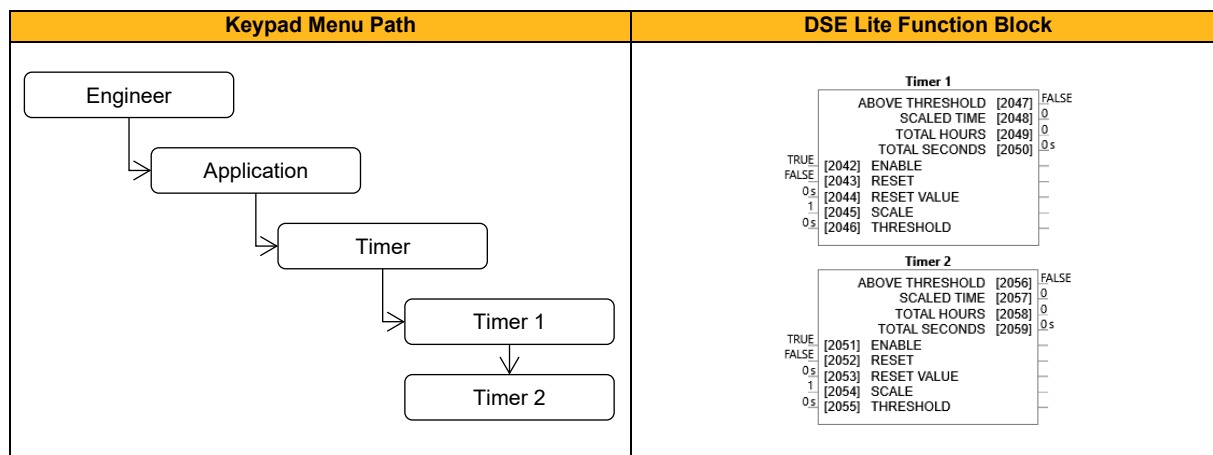 Keypad Menu Path
DSE Lite Function Block
Engineer
Application
Timer
Timer 1
Timer 2
Timer 1
ABOVE THRESHOLD [2047] FALSE
SCALED TIME [2048] 0
TOTAL HOURS [2049] 0
TOTAL SECONDS [2050] 0 s
TRUE [2042] ENABLE
FALSE [2043] RESET
0 s [2044] RESET VALUE
1 [2045] SCALE
0 s [2046] THRESHOLD
Timer 2
ABOVE THRESHOLD [2056] FALSE
SCALED TIME [2057] 0
TOTAL HOURS [2058] 0
TOTAL SECONDS [2059] 0 s
TRUE [2051] ENABLE
FALSE [2052] RESET
0 s [2053] RESET VALUE
1 [2054] SCALE
0 s [2055] THRESHOLD